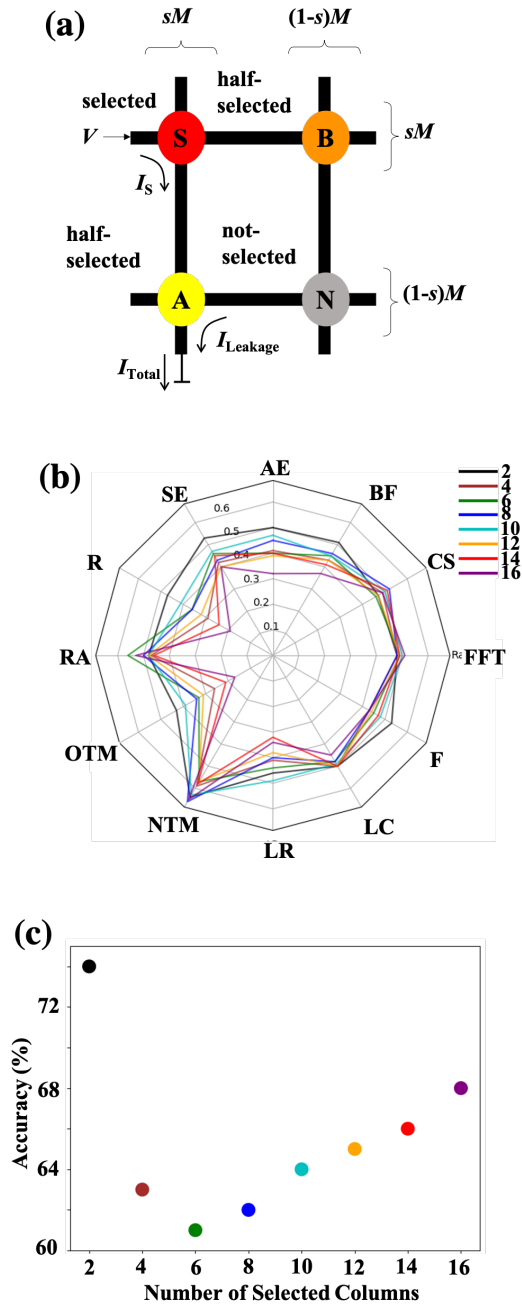 (a)
sM
(1-s)M
selected
half-
selected
V
S
B
sM
I_S
half-
selected
not-
selected
A
N
(1-s)M
I_Leakage
I_Total
(b)
AE
BF
CS
FFT
F
LC
LR
NTM
OTM
RA
R
SE
0.6
0.5
0.4
0.3
0.2
0.1
2
4
6
8
10
12
14
16
(c)
Accuracy (%)
72
68
64
60
2 4 6 8 10 12 14 16
Number of Selected Columns